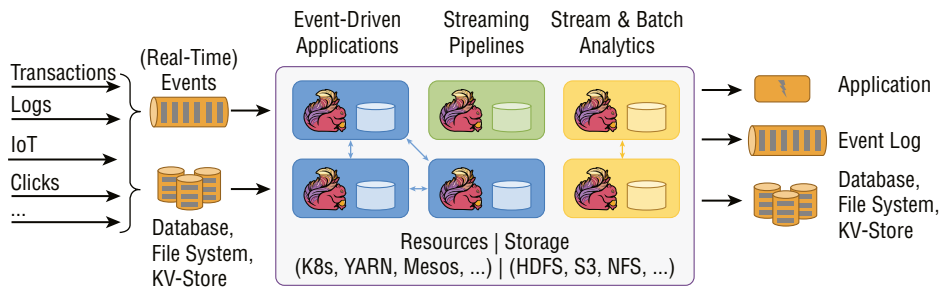 Event-Driven
Applications
Streaming
Pipelines
Stream & Batch
Analytics
Transactions
Logs
IoT
Clicks
...
(Real-Time)
Events
Database,
File System,
KV-Store
Resources | Storage
(K8s, YARN, Mesos, ...) | (HDFS, S3, NFS, ...)
Application
Event Log
Database,
File System,
KV-Store